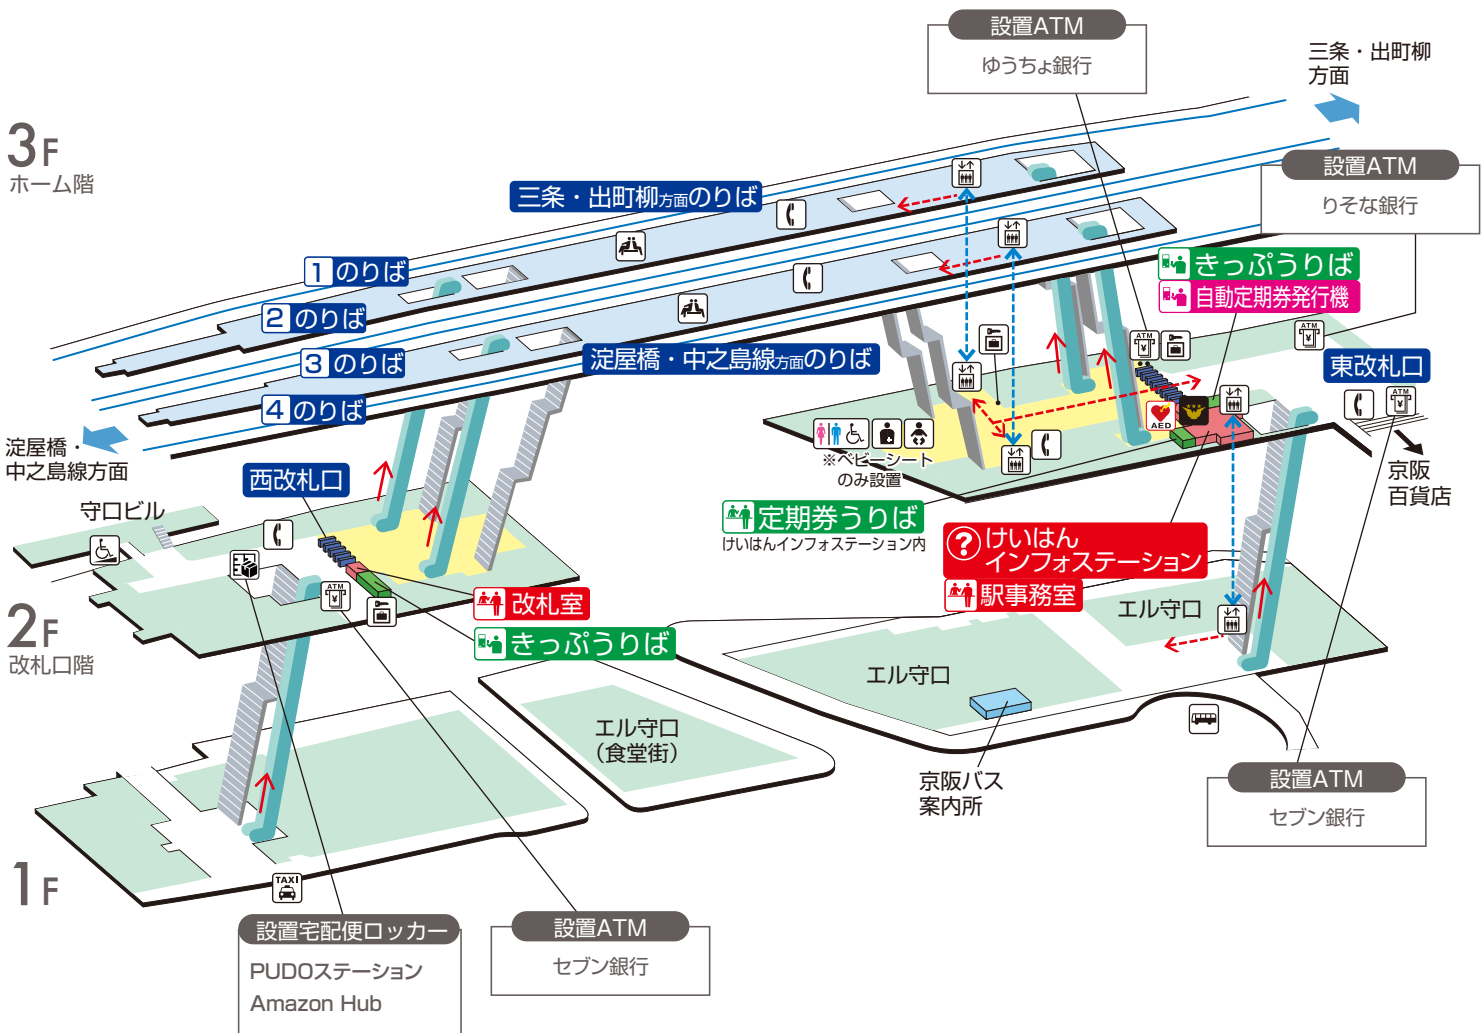 設置ATM
ゆうちょ銀行
三条・出町柳
方面
3F
ホーム階
設置ATM
りそな銀行
三条・出町柳方面のりば
1 のりば
2 のりば
3 のりば
4 のりば
淀屋橋・中之島線方面のりば
きっぷうりば
自動定期券発行機
ATM
¥
ATM
¥
東改札口
ATM
¥
AED
京阪
百貨店
※ベビーシート
のみ設置
淀屋橋・
中之島線方面
西改札口
守口ビル
定期券うりば
けいはんインフォステーション内
? けいはん
インフォステーション
駅事務室
ATM
¥
改札室
きっぷうりば
2F
改札口階
エル守口
エル守口
エル守口
(食堂街)
京阪バス
案内所
設置ATM
セブン銀行
1F
TAXI
設置宅配便ロッカー
PUDOステーション
Amazon Hub
設置ATM
セブン銀行